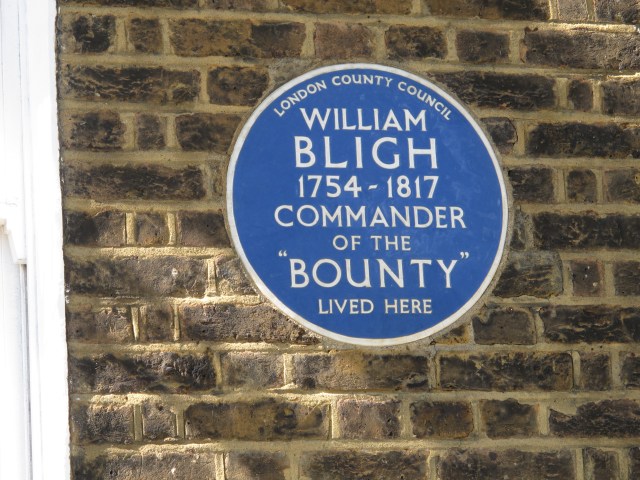 LONDON COUNTY COUNCIL
WILLIAM
BLIGH
1754-1817
COMMANDER
OF THE
"BOUNTY"
LIVED HERE